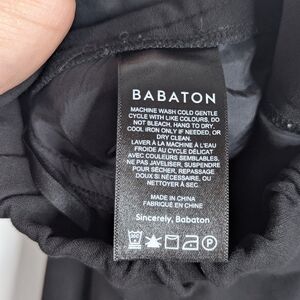 BABATON
MACHINE WASH COLD GENTLE
CYCLE WITH LIKE COLOURS, DO
NOT BLEACH, HANG TO DRY,
COOL IRON ONLY IF NEEDED, OR
DRY CLEAN.
LAVER À LA MACHINE À L'EAU
FROIDE AU CYCLE DÉLICAT
AVEC COULEURS SEMBLABLES,
NE PAS JAVELISER, SUSPENDRE
POUR SÉCHER, REPASSAGE
DOUX SI NÉCESSAIRE, OU
NETTOYER À SEC.
MADE IN CHINA
FABRIQUÉ EN CHINE
Sincerely, Babaton
P